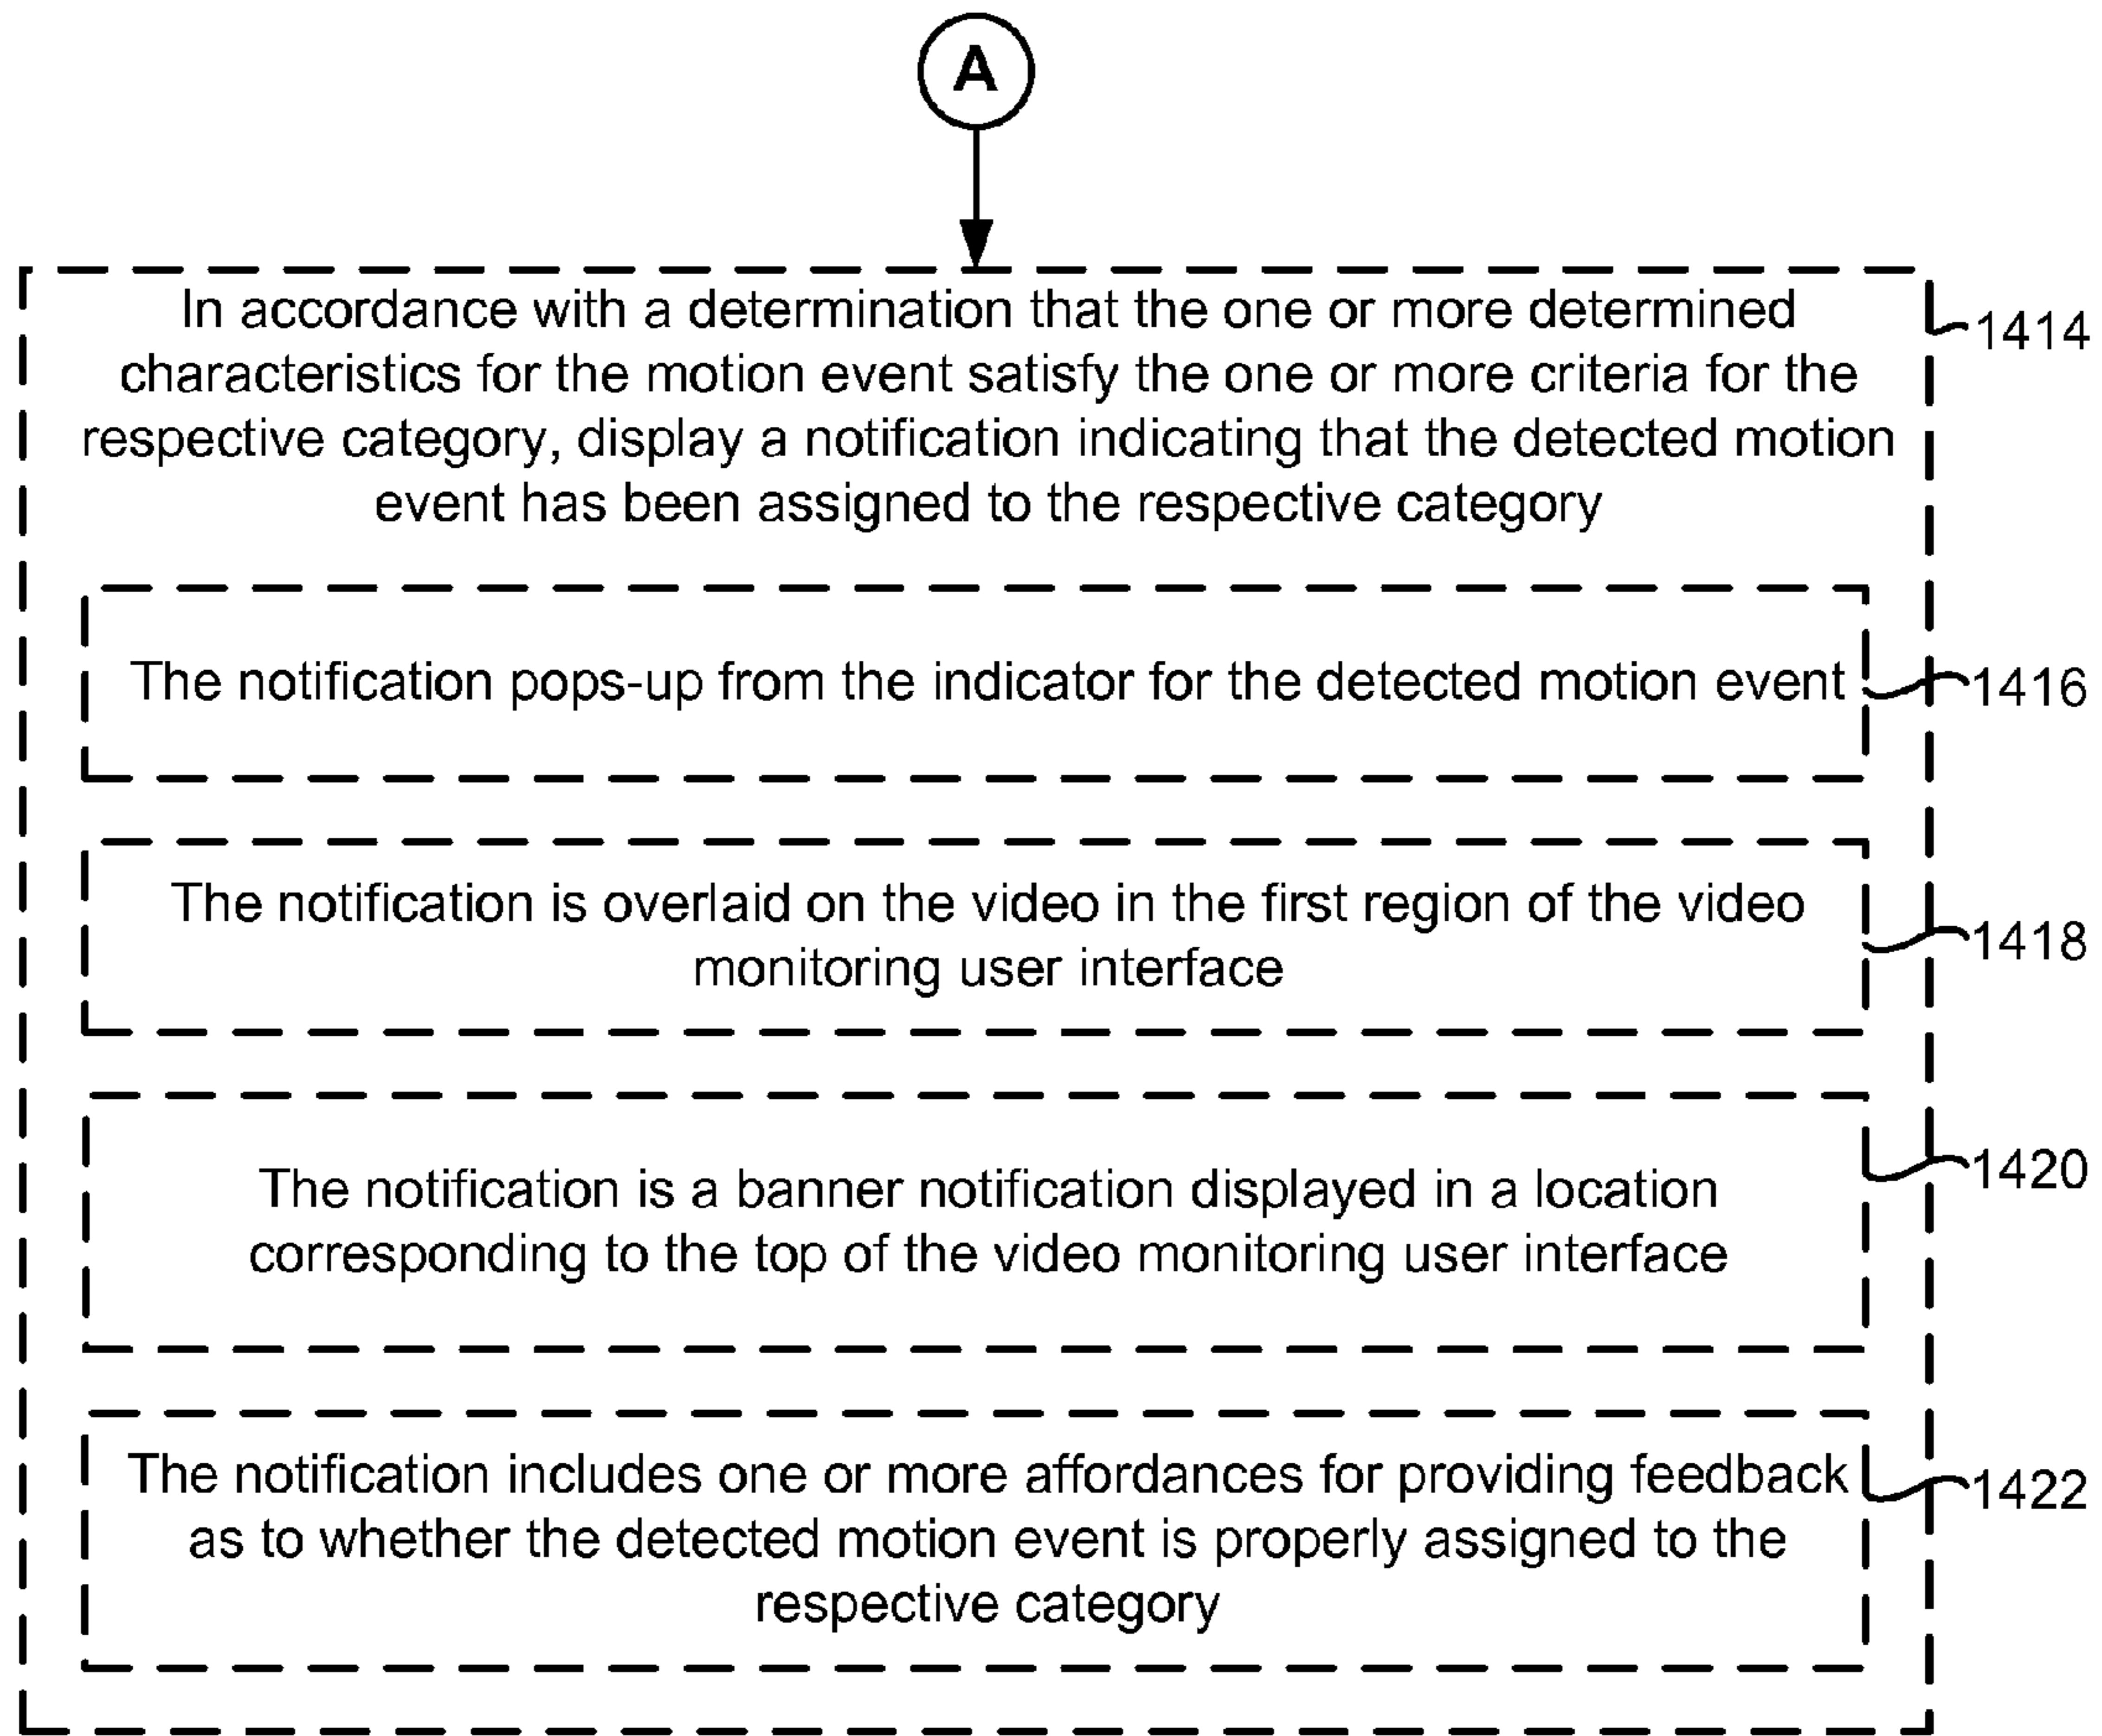 A
In accordance with a determination that the one or more determined
characteristics for the motion event satisfy the one or more criteria for the
respective category, display a notification indicating that the detected motion
event has been assigned to the respective category
1414
The notification pops-up from the indicator for the detected motion event
1416
The notification is overlaid on the video in the first region of the video
monitoring user interface
1418
The notification is a banner notification displayed in a location
corresponding to the top of the video monitoring user interface
1420
The notification includes one or more affordances for providing feedback
as to whether the detected motion event is properly assigned to the
respective category
1422